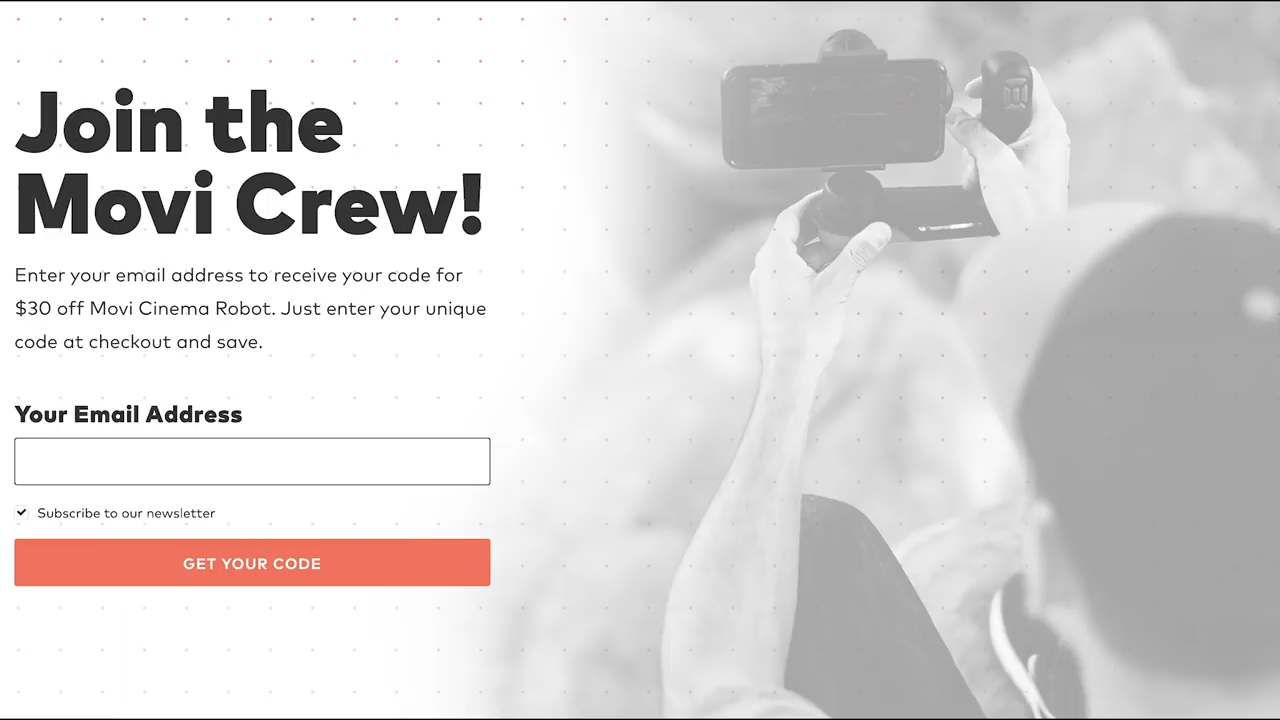 Join the
Movi Crew!
Enter your email address to receive your code for
$30 off Movi Cinema Robot. Just enter your unique
code at checkout and save.
Your Email Address
Subscribe to our newsletter
GET YOUR CODE